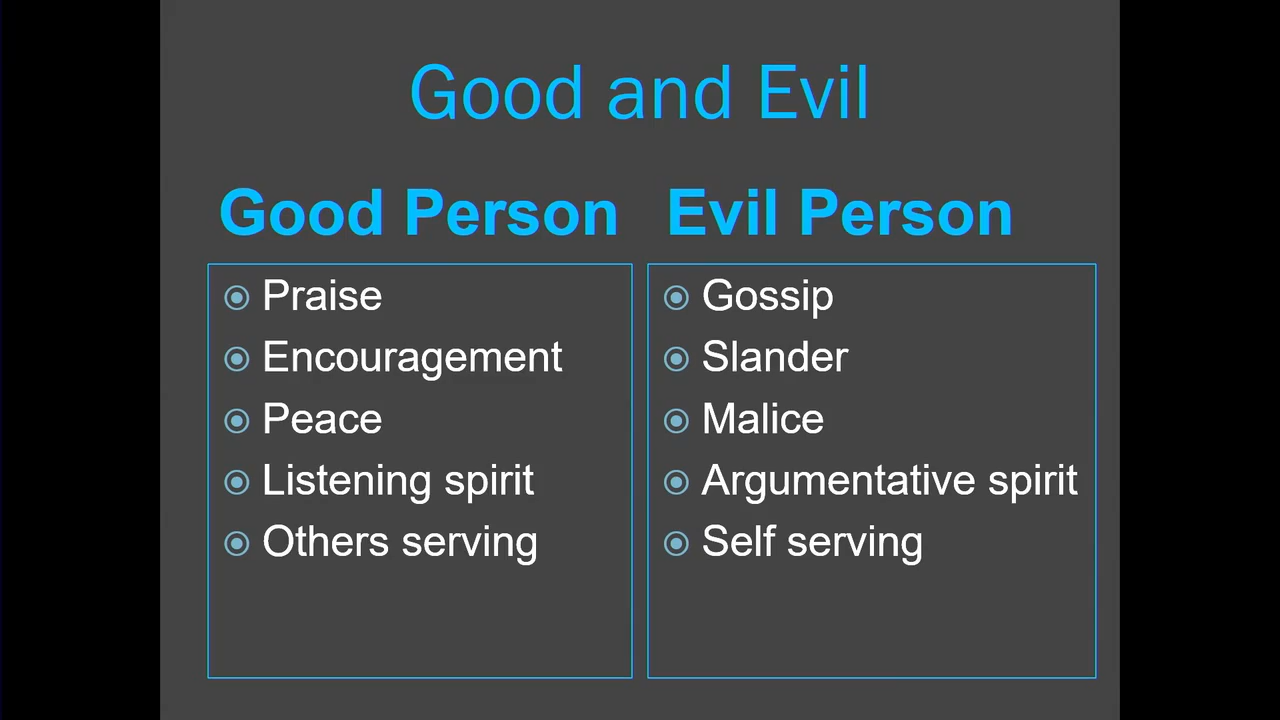 Good and Evil
Good Person
Praise
Encouragement
Peace
Listening spirit
Others serving
Evil Person
Gossip
Slander
Malice
Argumentative spirit
Self serving